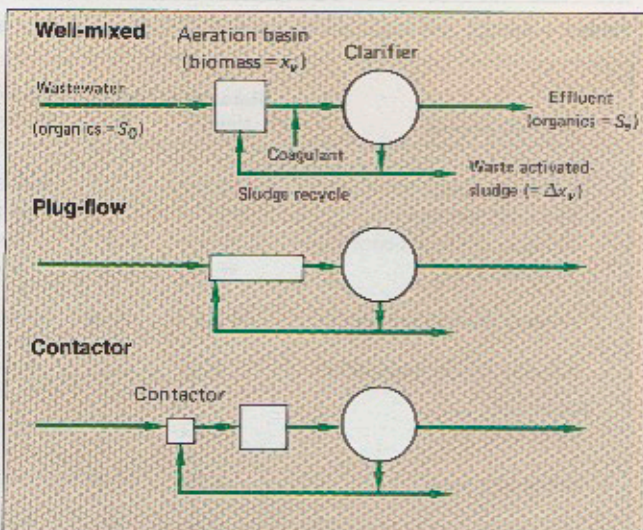 Well-mixed
Aeration basin
(biomass = xᵥ)
Clarifier
Wastewater
(organics = S₀)
Effluent
(organics = Sₑ)
Coagulant
Sludge recycle
Waste activated-
sludge (= Δxᵥ)
Plug-flow
Contactor
Contactor